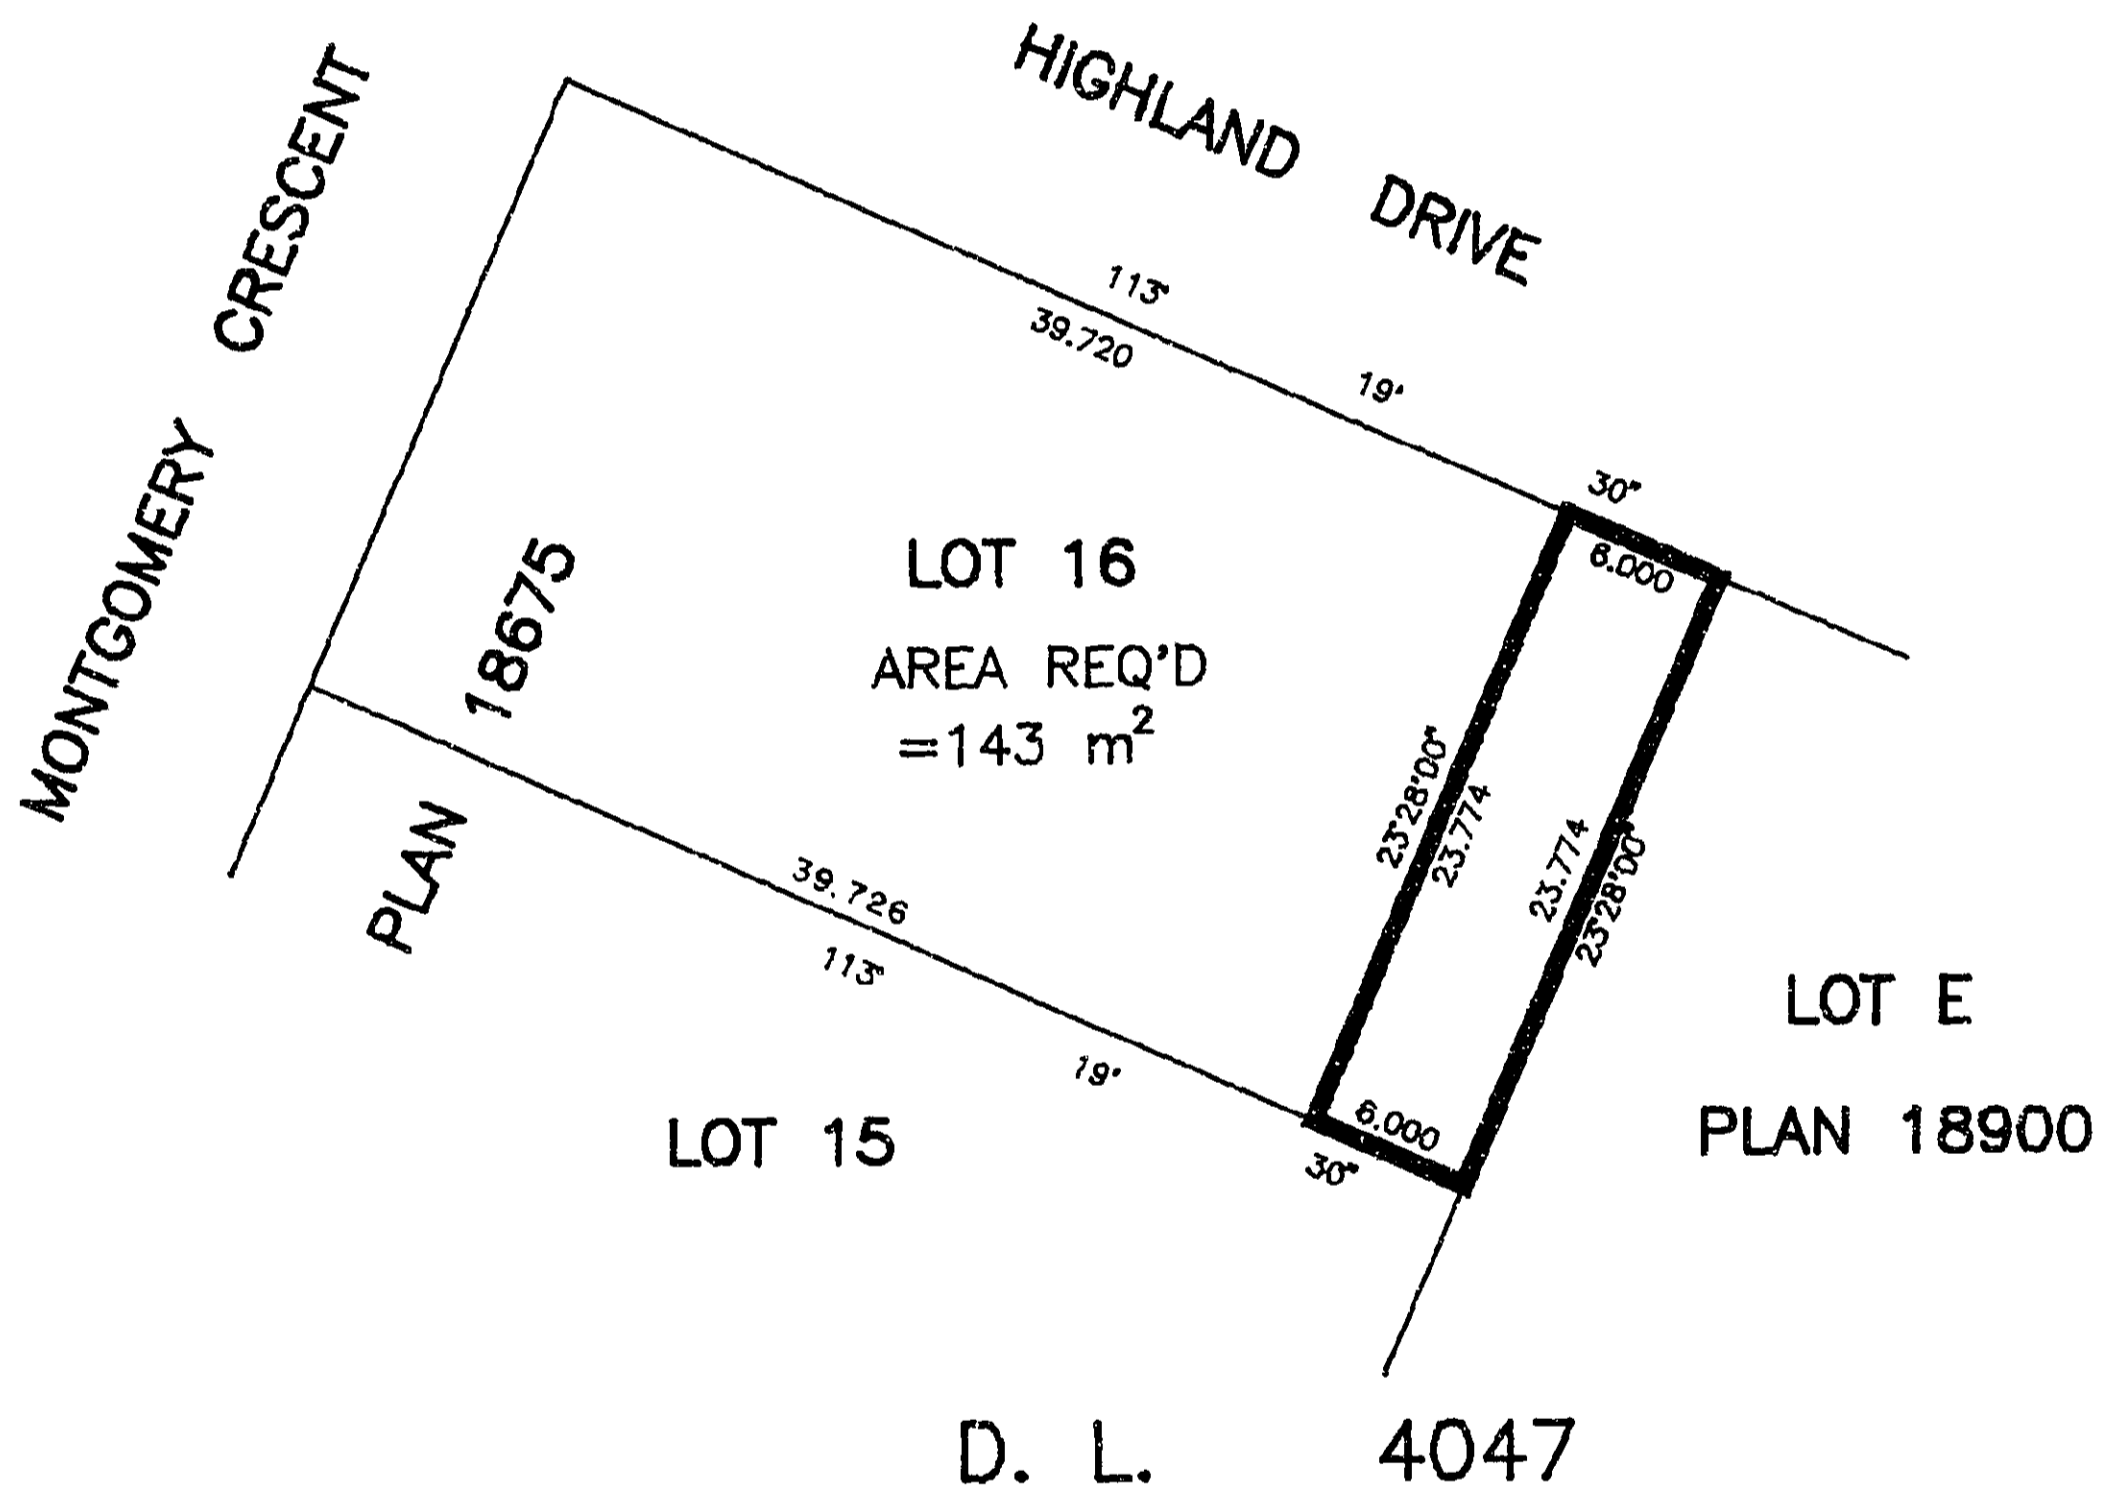 HIGHLAND DRIVE
MONTGOMERY CRESCENT
113°
39.720
19'
30"
6.000
LOT 16
AREA REQ'D
=143 m²
PLAN 18675
23°28'00"
23.774
23.774
23°28'00"
39.726
113°
19'
6.000
30"
LOT 15
LOT E
PLAN 18900
D. L. 4047